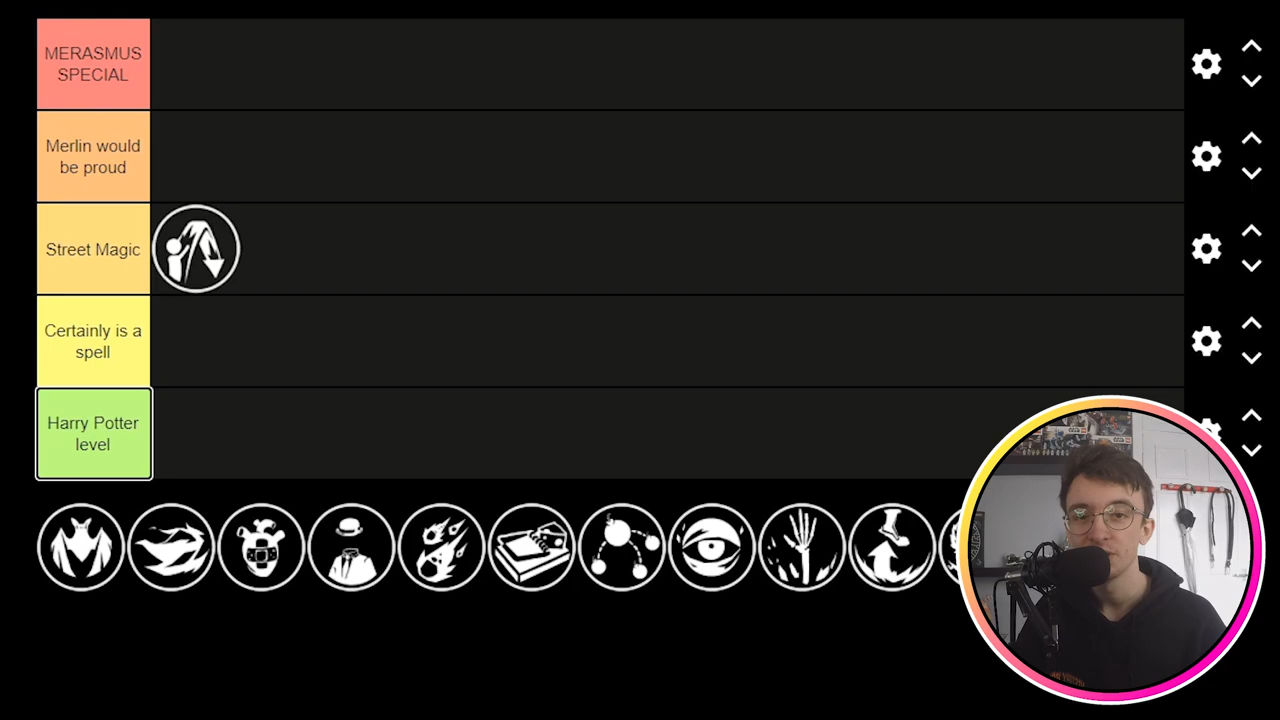 MERASMUS
SPECIAL
Merlin would
be proud
Street Magic
Certainly is a
spell
Harry Potter
level